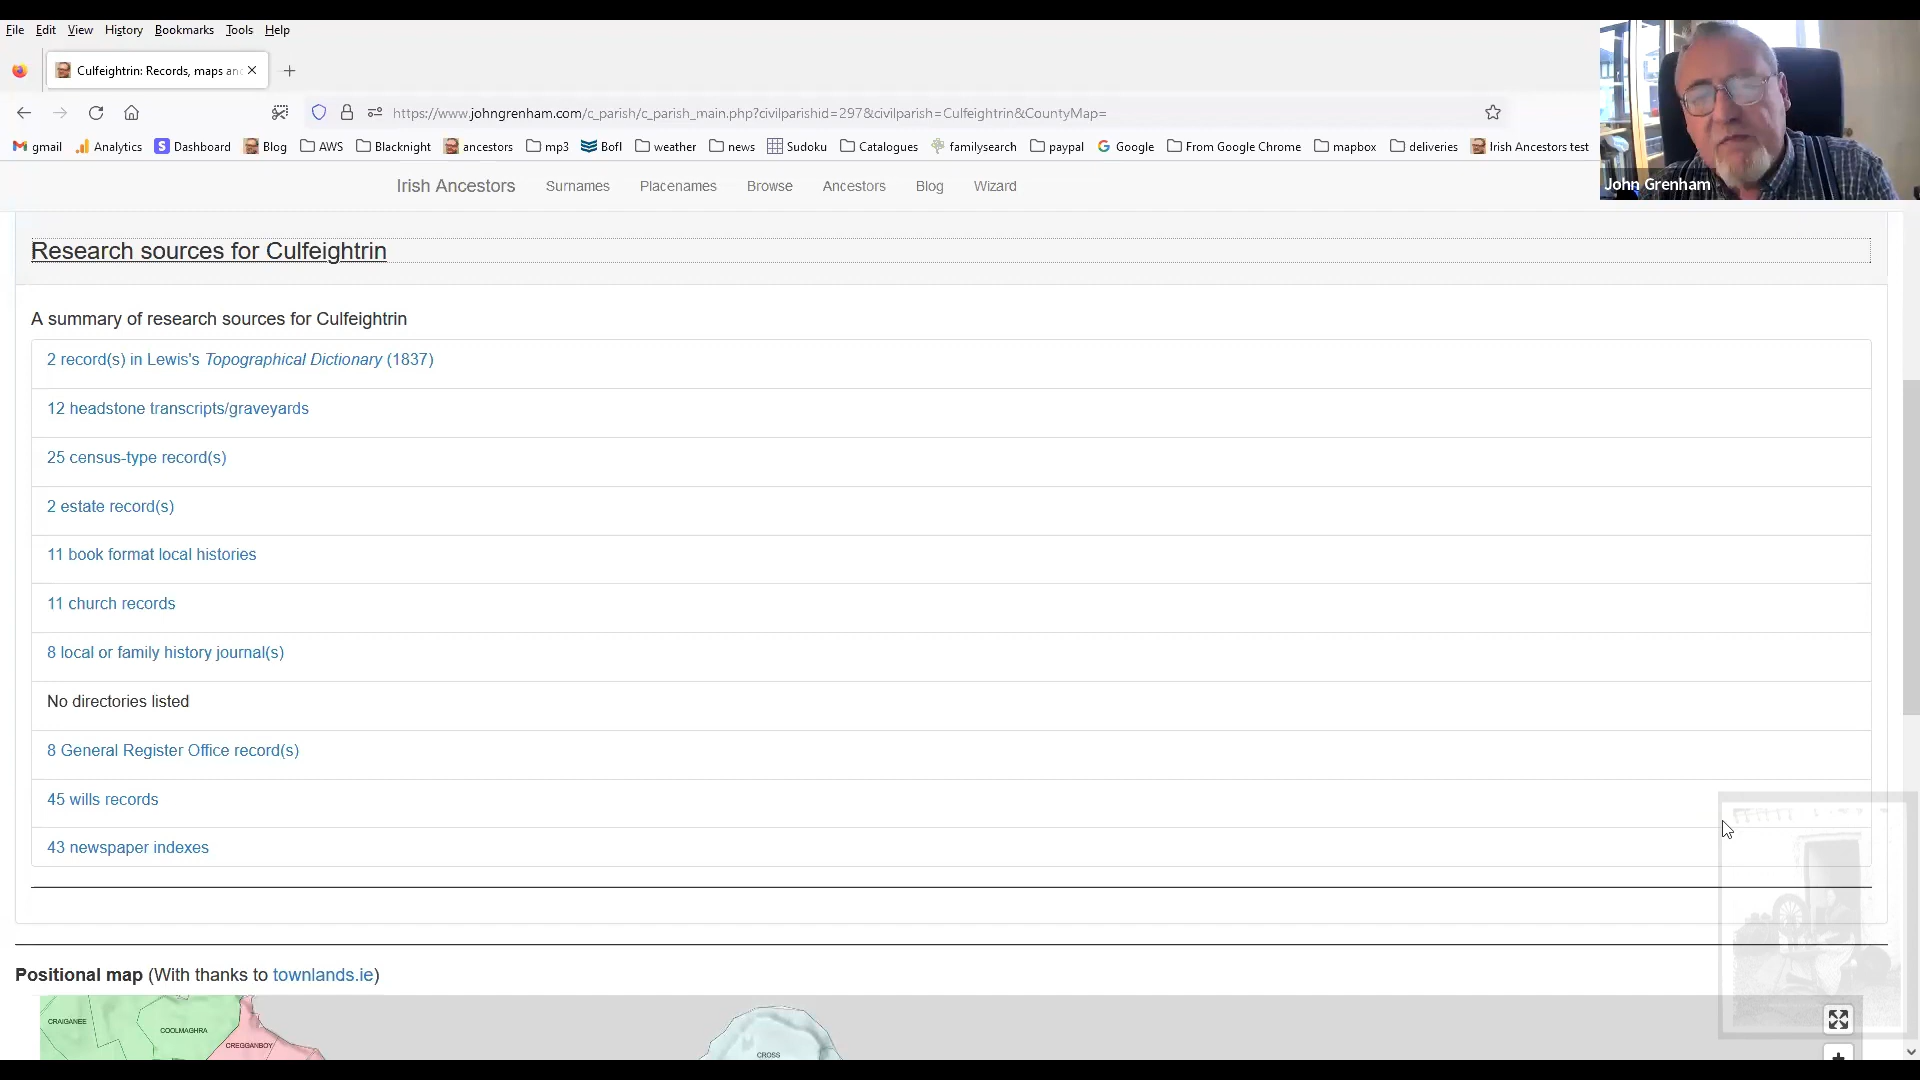 File Edit View History Bookmarks Tools Help
Culfeightrin: Records, maps an
https://www.johngrenham.com/c_parish/c_parish_main.php?civilparishid=297&civilparish=Culfeightrin&CountyMap=
gmail Analytics Dashboard Blog AWS Blacknight ancestors mp3 BofI weather news Sudoku Catalogues familysearch paypal Google From Google Chrome mapbox deliveries Irish Ancestors test
John Grenham
Irish Ancestors Surnames Placenames Browse Ancestors Blog Wizard
Research sources for Culfeightrin
A summary of research sources for Culfeightrin
2 record(s) in Lewis's Topographical Dictionary (1837)
12 headstone transcripts/graveyards
25 census-type record(s)
2 estate record(s)
11 book format local histories
11 church records
8 local or family history journal(s)
No directories listed
8 General Register Office record(s)
45 wills records
43 newspaper indexes
Positional map (With thanks to townlands.ie)
CRAIGANEE
COOLMAGHRA
CREGGANBOY
CROSS